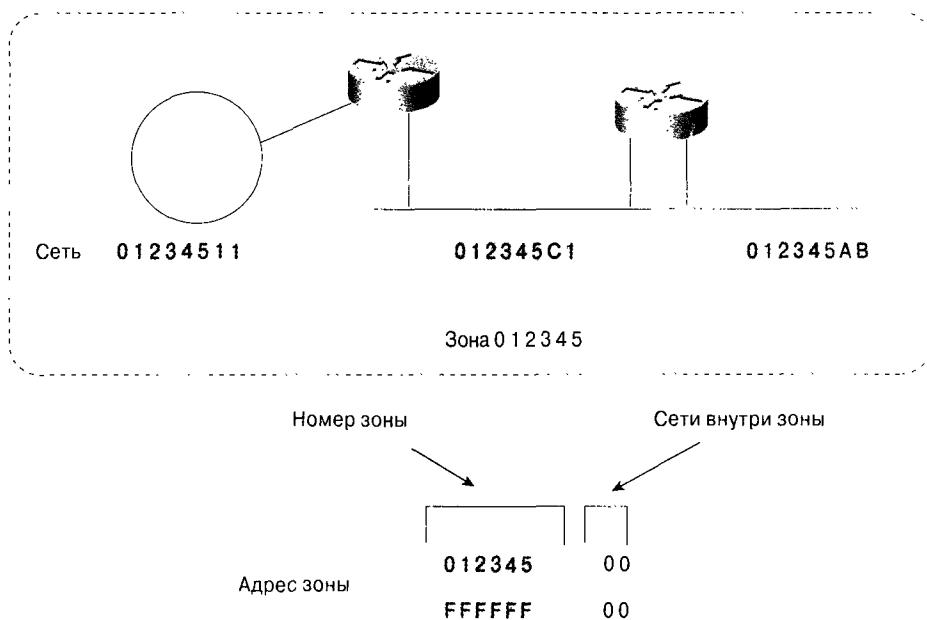 Сеть 01234511 012345C1 012345AB
Зона 012345
Номер зоны Сети внутри зоны
012345 00
Адрес зоны
FFFFFF 00